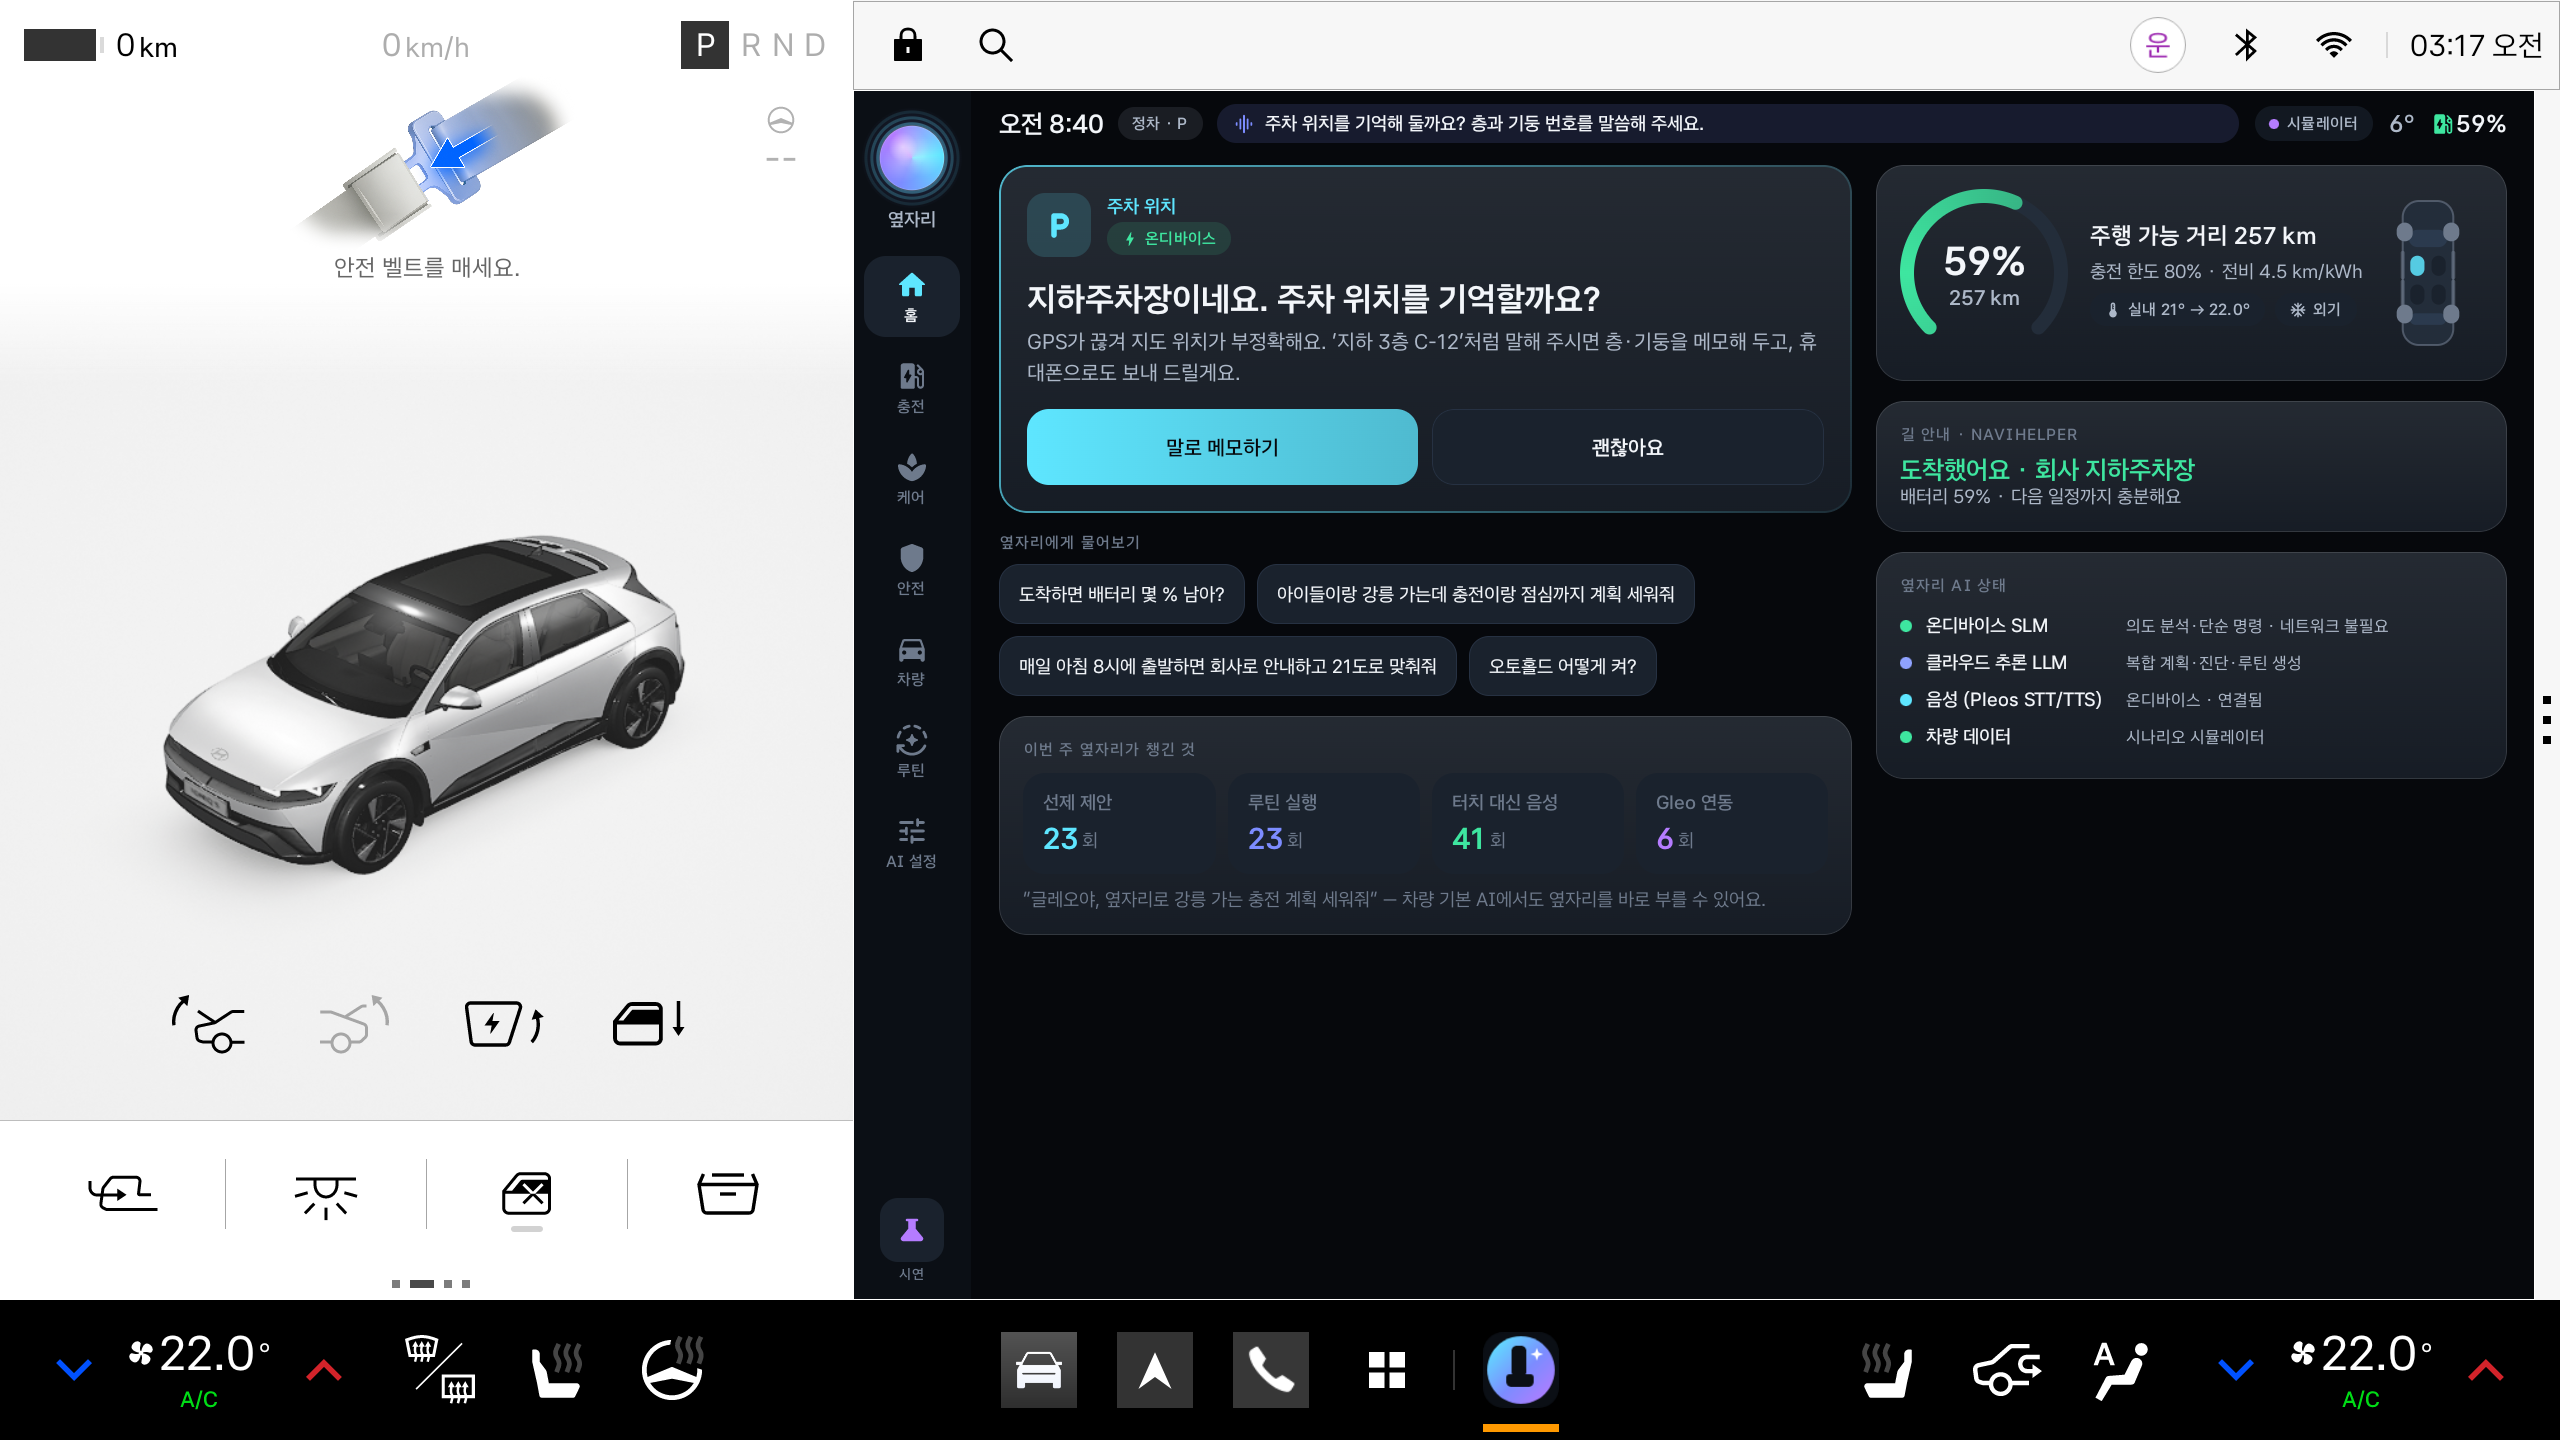 0 km
0 km/h
P R N D
안전 벨트를 매세요.
운
03:17 오전
옆자리
홈
충전
케어
안전
차량
루틴
AI 설정
시연
오전 8:40
정차 · P
주차 위치를 기억해 둘까요? 층과 기둥 번호를 말씀해 주세요.
시뮬레이터
6°
59%
P
주차 위치
온디바이스
지하주차장이네요. 주차 위치를 기억할까요?
GPS가 끊겨 지도 위치가 부정확해요. ‘지하 3층 C-12’처럼 말해 주시면 층·기둥을 메모해 두고, 휴
대폰으로도 보내 드릴게요.
말로 메모하기
괜찮아요
옆자리에게 물어보기
도착하면 배터리 몇 % 남아?
아이들이랑 강릉 가는데 충전이랑 점심까지 계획 세워줘
매일 아침 8시에 출발하면 회사로 안내하고 21도로 맞춰줘
오토홀드 어떻게 켜?
이번 주 옆자리가 챙긴 것
선제 제안
23 회
루틴 실행
23 회
터치 대신 음성
41 회
Gleo 연동
6 회
“글레오야, 옆자리로 강릉 가는 충전 계획 세워줘” — 차량 기본 AI에서도 옆자리를 바로 부를 수 있어요.
59%
257 km
주행 가능 거리 257 km
충전 한도 80% · 전비 4.5 km/kWh
실내 21° → 22.0°
외기
길 안내 · NAVIHELPER
도착했어요 · 회사 지하주차장
배터리 59% · 다음 일정까지 충분해요
옆자리 AI 상태
온디바이스 SLM 의도 분석·단순 명령 · 네트워크 불필요
클라우드 추론 LLM 복합 계획·진단·루틴 생성
음성 (Pleos STT/TTS) 온디바이스 · 연결됨
차량 데이터 시나리오 시뮬레이터
22.0°
A/C
A
22.0°
A/C